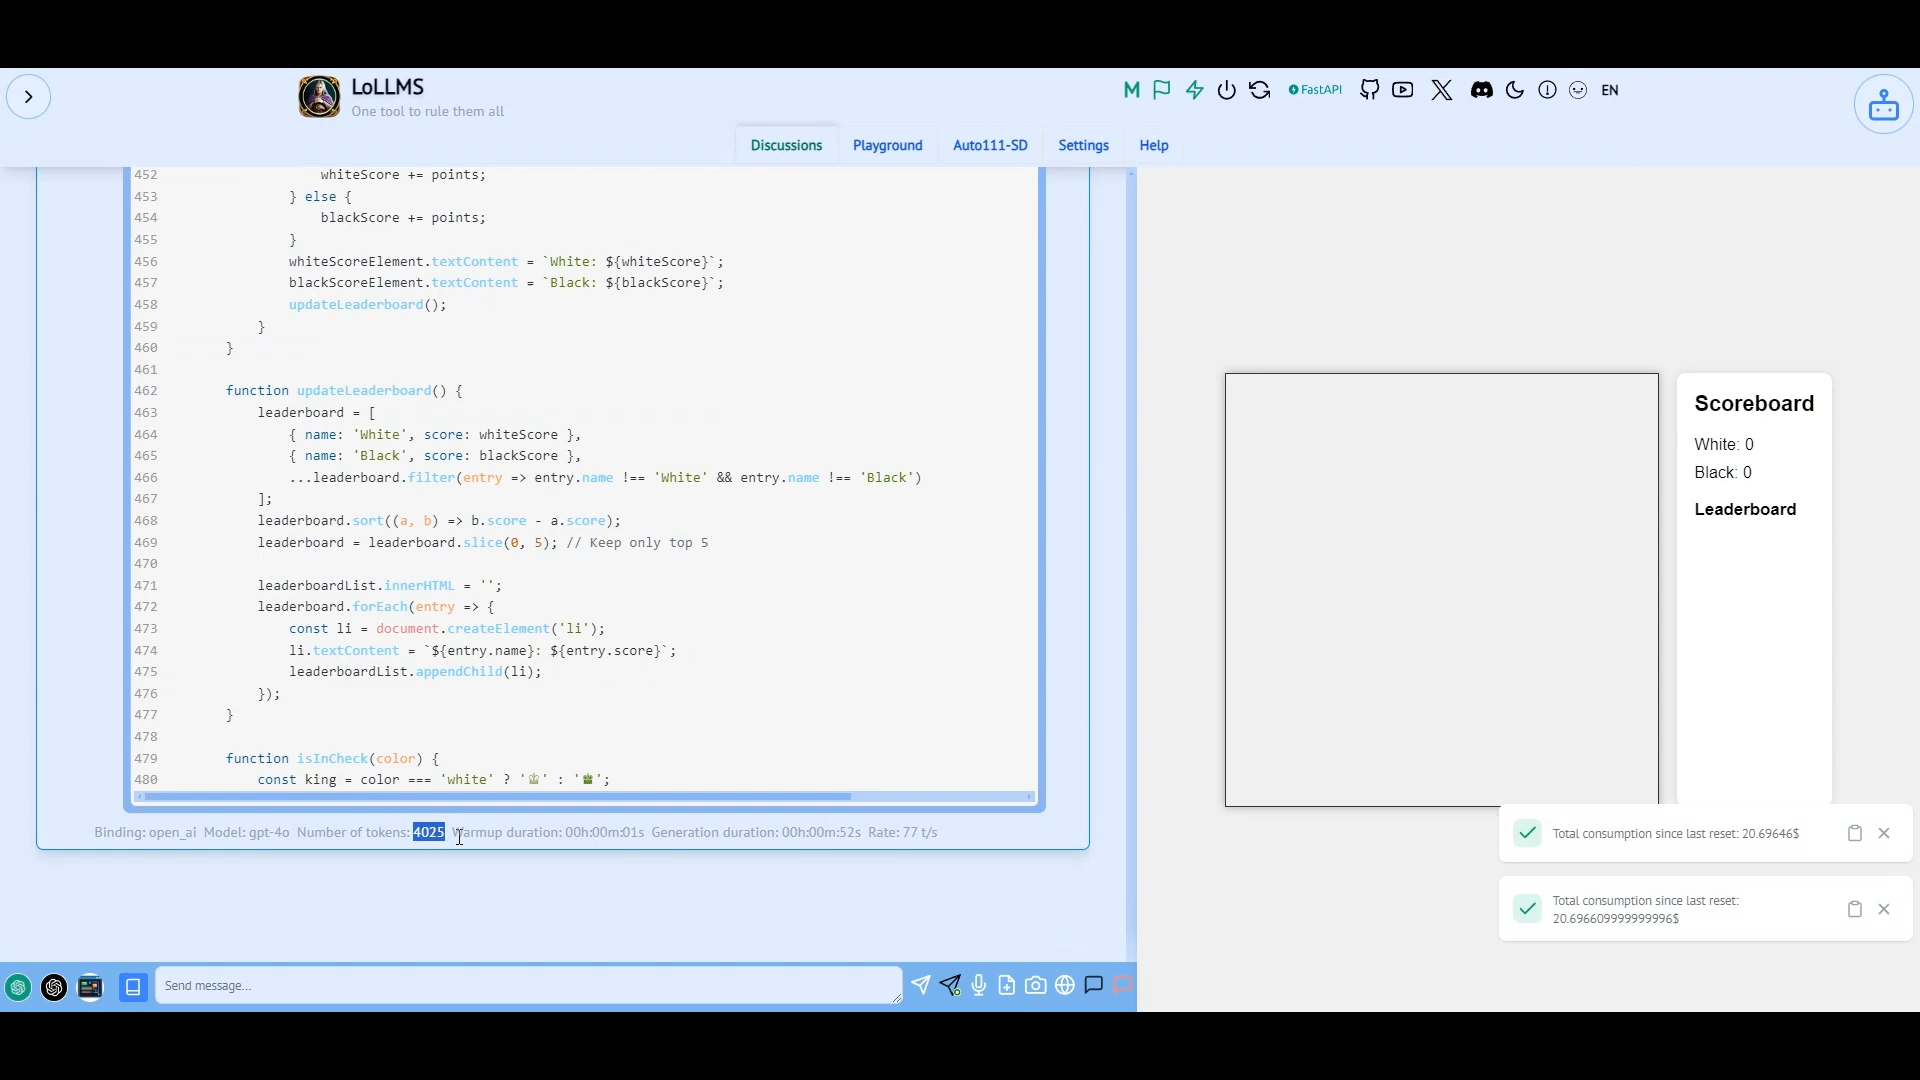 LoLLMS
One tool to rule them all
M
FastAPI
EN
Discussions
Playground
Auto111-SD
Settings
Help
452 whiteScore += points;
453 } else {
454 blackScore += points;
455 }
456 whiteScoreElement.textContent = `White: ${whiteScore}`;
457 blackScoreElement.textContent = `Black: ${blackScore}`;
458 updateLeaderboard();
459 }
460 }
461
462 function updateLeaderboard() {
463 leaderboard = [
464 { name: 'White', score: whiteScore },
465 { name: 'Black', score: blackScore },
466 ...leaderboard.filter(entry => entry.name !== 'White' && entry.name !== 'Black')
467 ];
468 leaderboard.sort((a, b) => b.score - a.score);
469 leaderboard = leaderboard.slice(0, 5); // Keep only top 5
470
471 leaderboardList.innerHTML = '';
472 leaderboard.forEach(entry => {
473 const li = document.createElement('li');
474 li.textContent = `${entry.name}: ${entry.score}`;
475 leaderboardList.appendChild(li);
476 });
477 }
478
479 function isInCheck(color) {
480 const king = color === 'white' ? '♔' : '♚';
Binding: open_ai Model: gpt-4o Number of tokens: 4025 Warmup duration: 00h:00m:01s Generation duration: 00h:00m:52s Rate: 77 t/s
Send message...
Scoreboard
White: 0
Black: 0
Leaderboard
Total consumption since last reset: 20.69646$
Total consumption since last reset:
20.696609999999996$